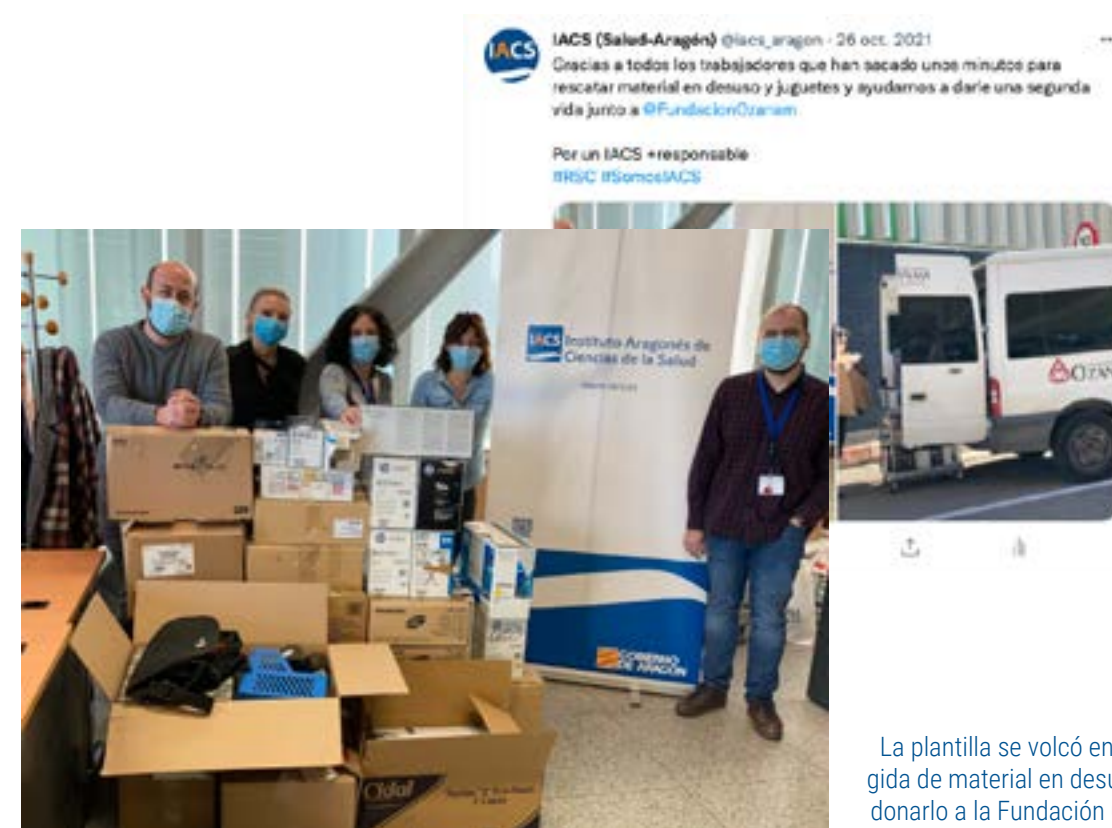 IACS
IACS (Salud-Aragón) @iacs_aragon · 26 oct. 2021
Gracias a todos los trabajadores que han sacado unos minutos para
rescatar material en desuso y juguetes y ayudarnos a darle una segunda
vida junto a @FundacionOzanam
Por un IACS +responsable
#RSC #SomosIACS
IACS Instituto Aragonés de
Ciencias de la Salud
GOBIERNO
DE ARAGÓN
La plantilla se volcó en
gida de material en desu
donarlo a la Fundación